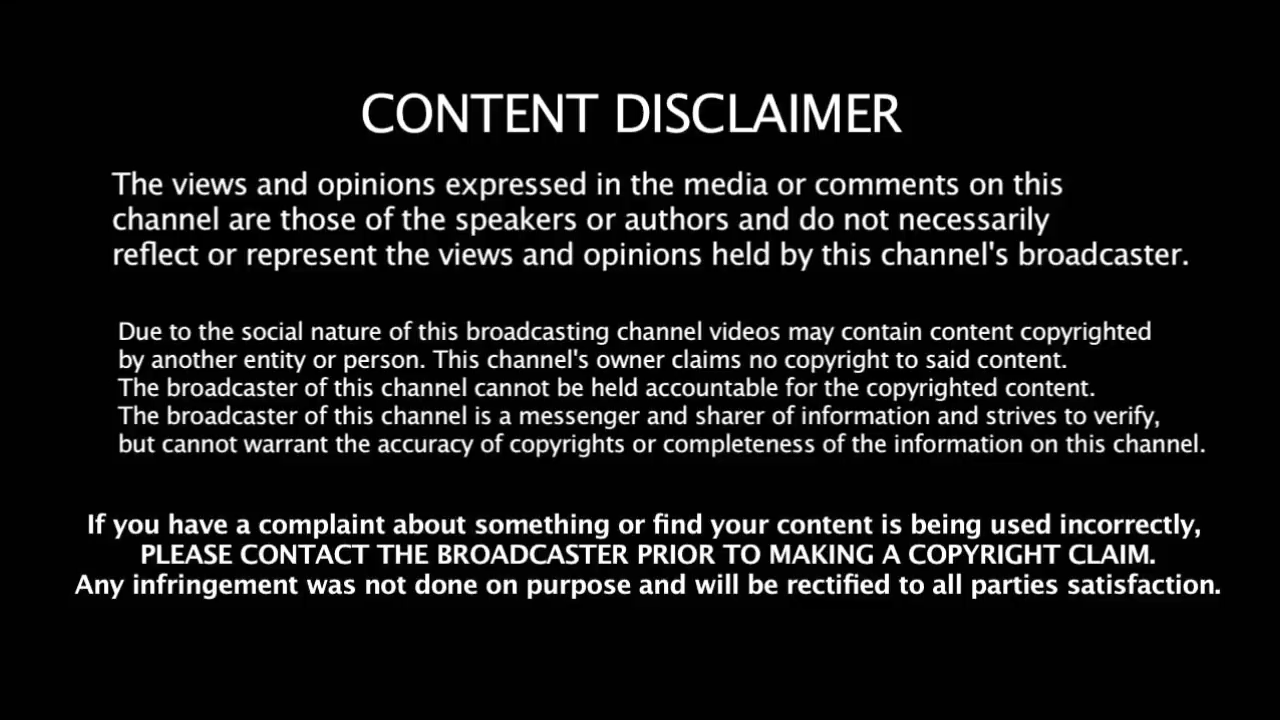 CONTENT DISCLAIMER
The views and opinions expressed in the media or comments on this
channel are those of the speakers or authors and do not necessarily
reflect or represent the views and opinions held by this channel's broadcaster.
Due to the social nature of this broadcasting channel videos may contain content copyrighted
by another entity or person. This channel's owner claims no copyright to said content.
The broadcaster of this channel cannot be held accountable for the copyrighted content.
The broadcaster of this channel is a messenger and sharer of information and strives to verify,
but cannot warrant the accuracy of copyrights or completeness of the information on this channel.
If you have a complaint about something or find your content is being used incorrectly,
PLEASE CONTACT THE BROADCASTER PRIOR TO MAKING A COPYRIGHT CLAIM.
Any infringement was not done on purpose and will be rectified to all parties satisfaction.